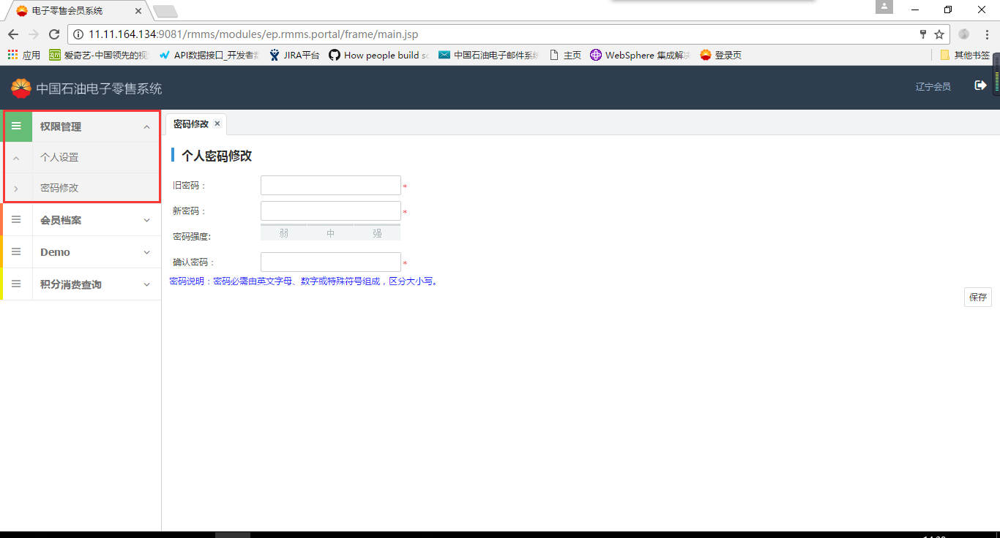 电子零售会员系统
11.11.164.134:9081/rmms/modules/ep.rmms.portal/frame/main.jsp
应用 爱奇艺-中国领先的视 API数据接口_开发者数 JIRA平台 How people build so 中国石油电子邮件系统 主页 WebSphere 集成解决 登录页 其他书签
中国石油电子零售系统 辽宁会员
权限管理
个人设置
密码修改
会员档案
Demo
积分消费查询
密码修改
个人密码修改
旧密码： *
新密码： *
密码强度: 弱 中 强
确认密码： *
密码说明：密码必需由英文字母、数字或特殊符号组成，区分大小写。
保存